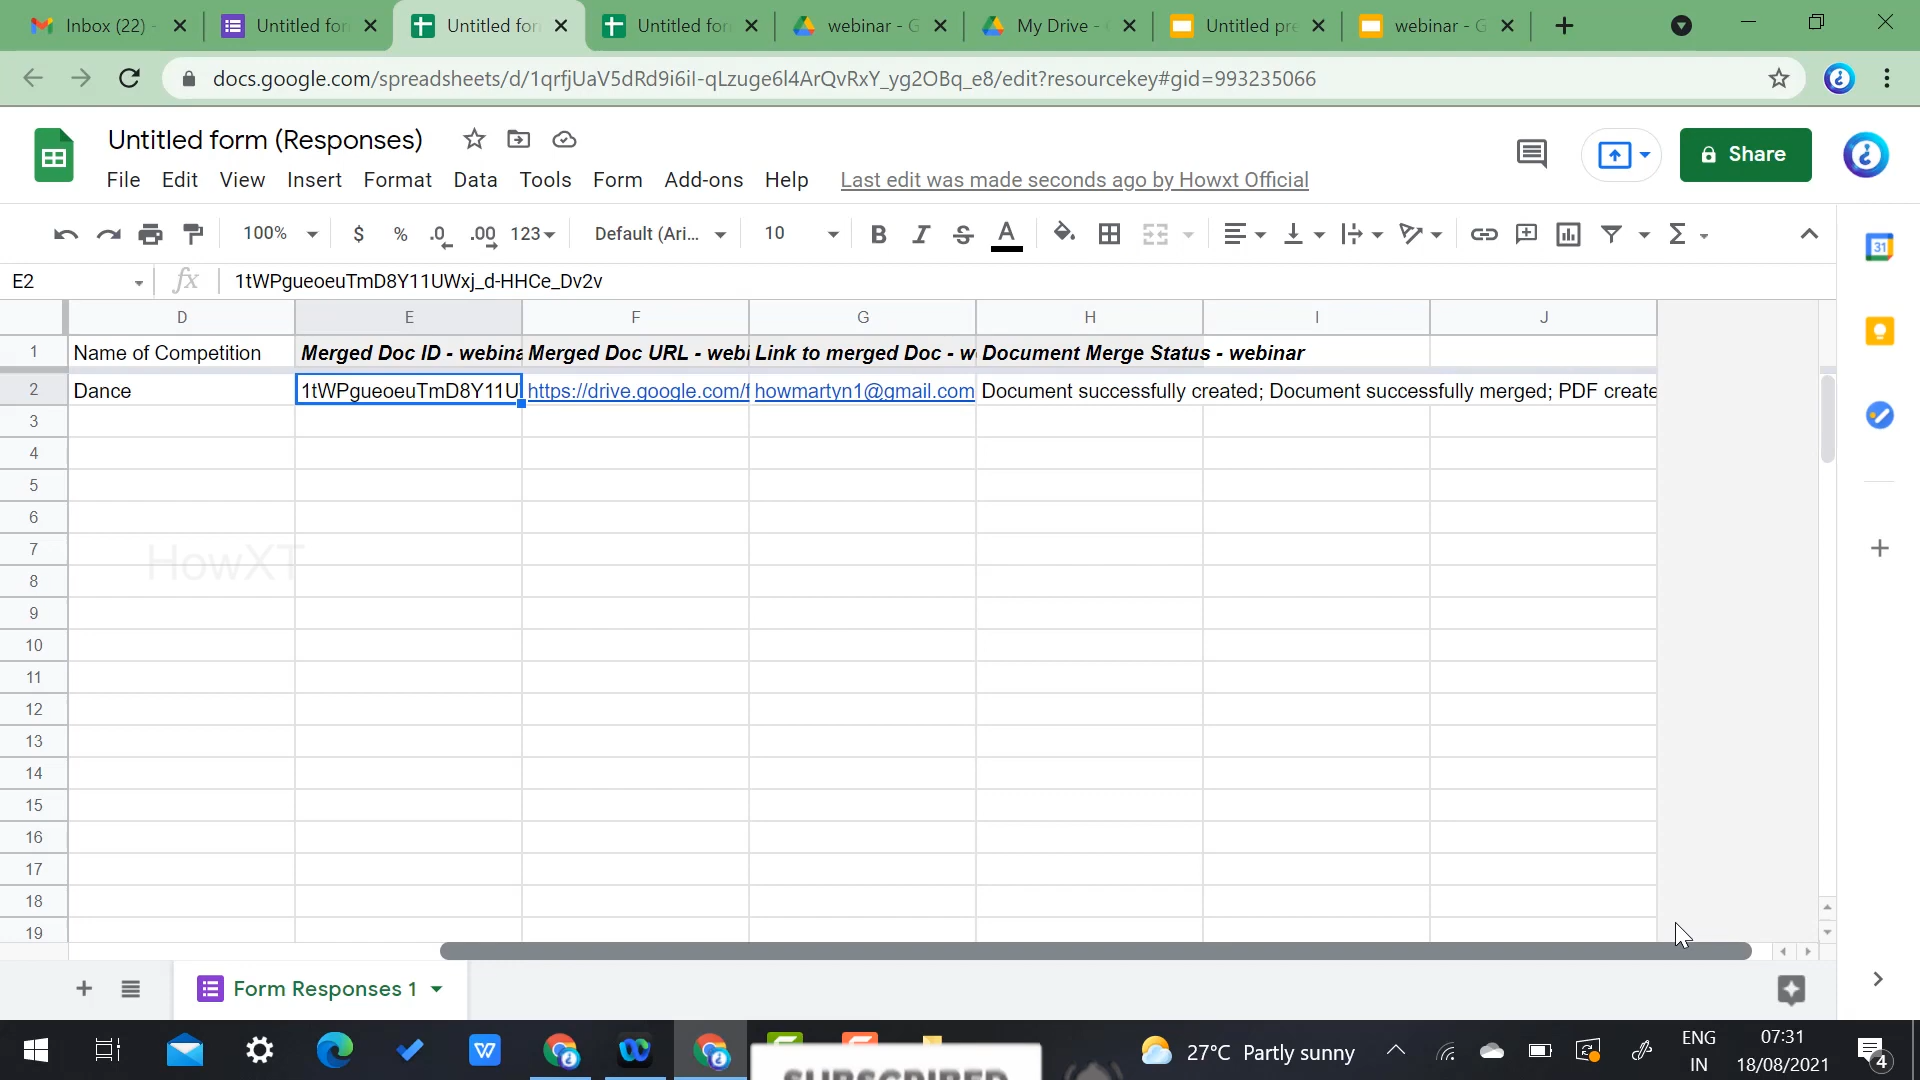 Inbox (22) -
Untitled for
Untitled for
Untitled for
webinar - G
My Drive -
Untitled pre
webinar - G
docs.google.com/spreadsheets/d/1qrfjUaV5dRd9i6iI-qLzuge6l4ArQvRxY_yg2OBq_e8/edit?resourcekey#gid=993235066
Untitled form (Responses)
Share
File Edit View Insert Format Data Tools Form Add-ons Help Last edit was made seconds ago by Howxt Official
100% $ % .0 .00 123 Default (Ari... 10 B I S A Σ
31
E2 fx 1tWPgueoeuTmD8Y11UWxj_d-HHCe_Dv2v
D E F G H I J
1 Name of Competition Merged Doc ID - webina Merged Doc URL - webi Link to merged Doc - w Document Merge Status - webinar
2 Dance 1tWPgueoeuTmD8Y11U https://drive.google.com/f howmartyn1@gmail.com Document successfully created; Document successfully merged; PDF create
3
4
5
6
7
HowXT
8
9
10
11
12
13
14
15
16
17
18
19
Form Responses 1
27°C Partly sunny
ENG
IN
07:31
18/08/2021
4
SUBSCRIBED